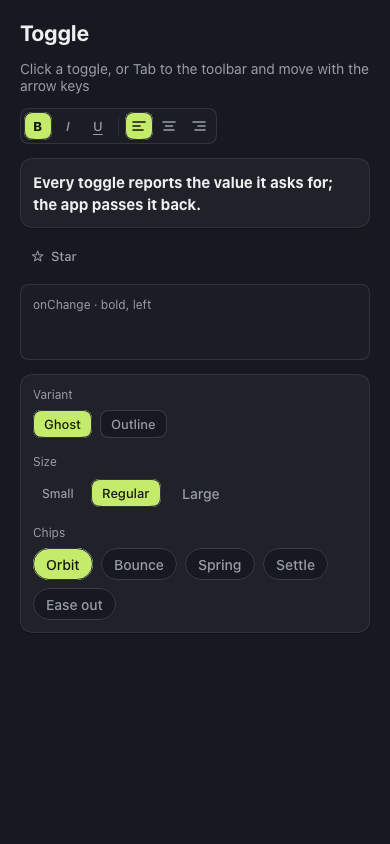 Toggle
Click a toggle, or Tab to the toolbar and move with the
arrow keys
B I U
Every toggle reports the value it asks for;
the app passes it back.
Star
onChange · bold, left
Variant
Ghost Outline
Size
Small Regular Large
Chips
Orbit Bounce Spring Settle
Ease out